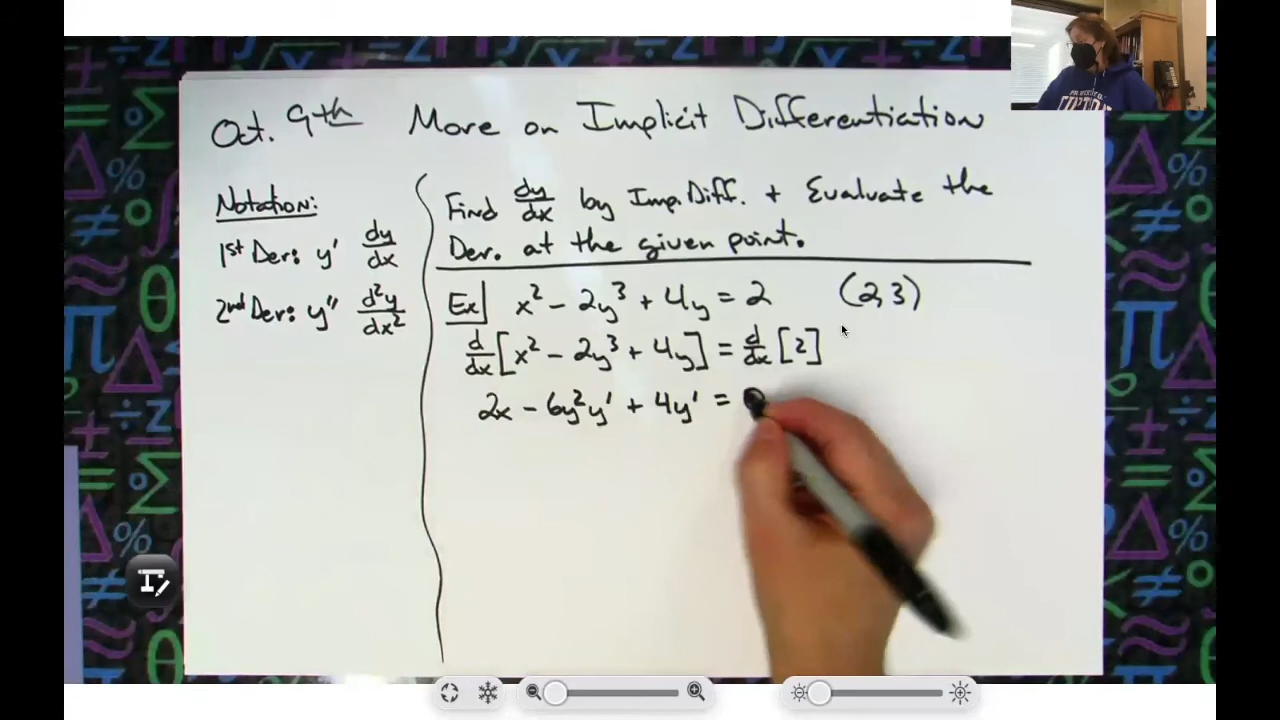 Oct. 9th More on Implicit Differentiation
Notation:
1st Der: y' dy/dx
2nd Der: y'' d²y/dx²
Find dy/dx by Imp. Diff. + Evaluate the
Der. at the given point.
Ex| x² - 2y³ + 4y = 2 (2,3)
d/dx [x² - 2y³ + 4y] = d/dx [2]
2x - 6y²y' + 4y' =